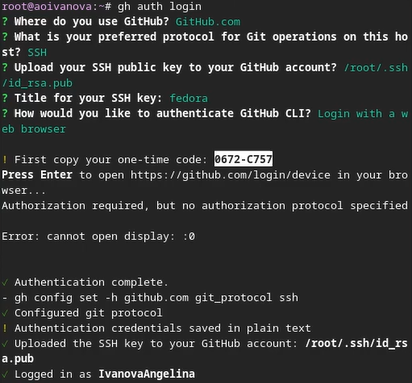 root@aoivanova:~# gh auth login
? Where do you use GitHub? GitHub.com
? What is your preferred protocol for Git operations on this ho
st? SSH
? Upload your SSH public key to your GitHub account? /root/.ssh
/id_rsa.pub
? Title for your SSH key: fedora
? How would you like to authenticate GitHub CLI? Login with a w
eb browser
! First copy your one-time code: 0672-C757
Press Enter to open https://github.com/login/device in your bro
wser...
Authorization required, but no authorization protocol specified
Error: cannot open display: :0
✓ Authentication complete.
- gh config set -h github.com git_protocol ssh
✓ Configured git protocol
! Authentication credentials saved in plain text
✓ Uploaded the SSH key to your GitHub account: /root/.ssh/id_rs
a.pub
✓ Logged in as IvanovaAngelina